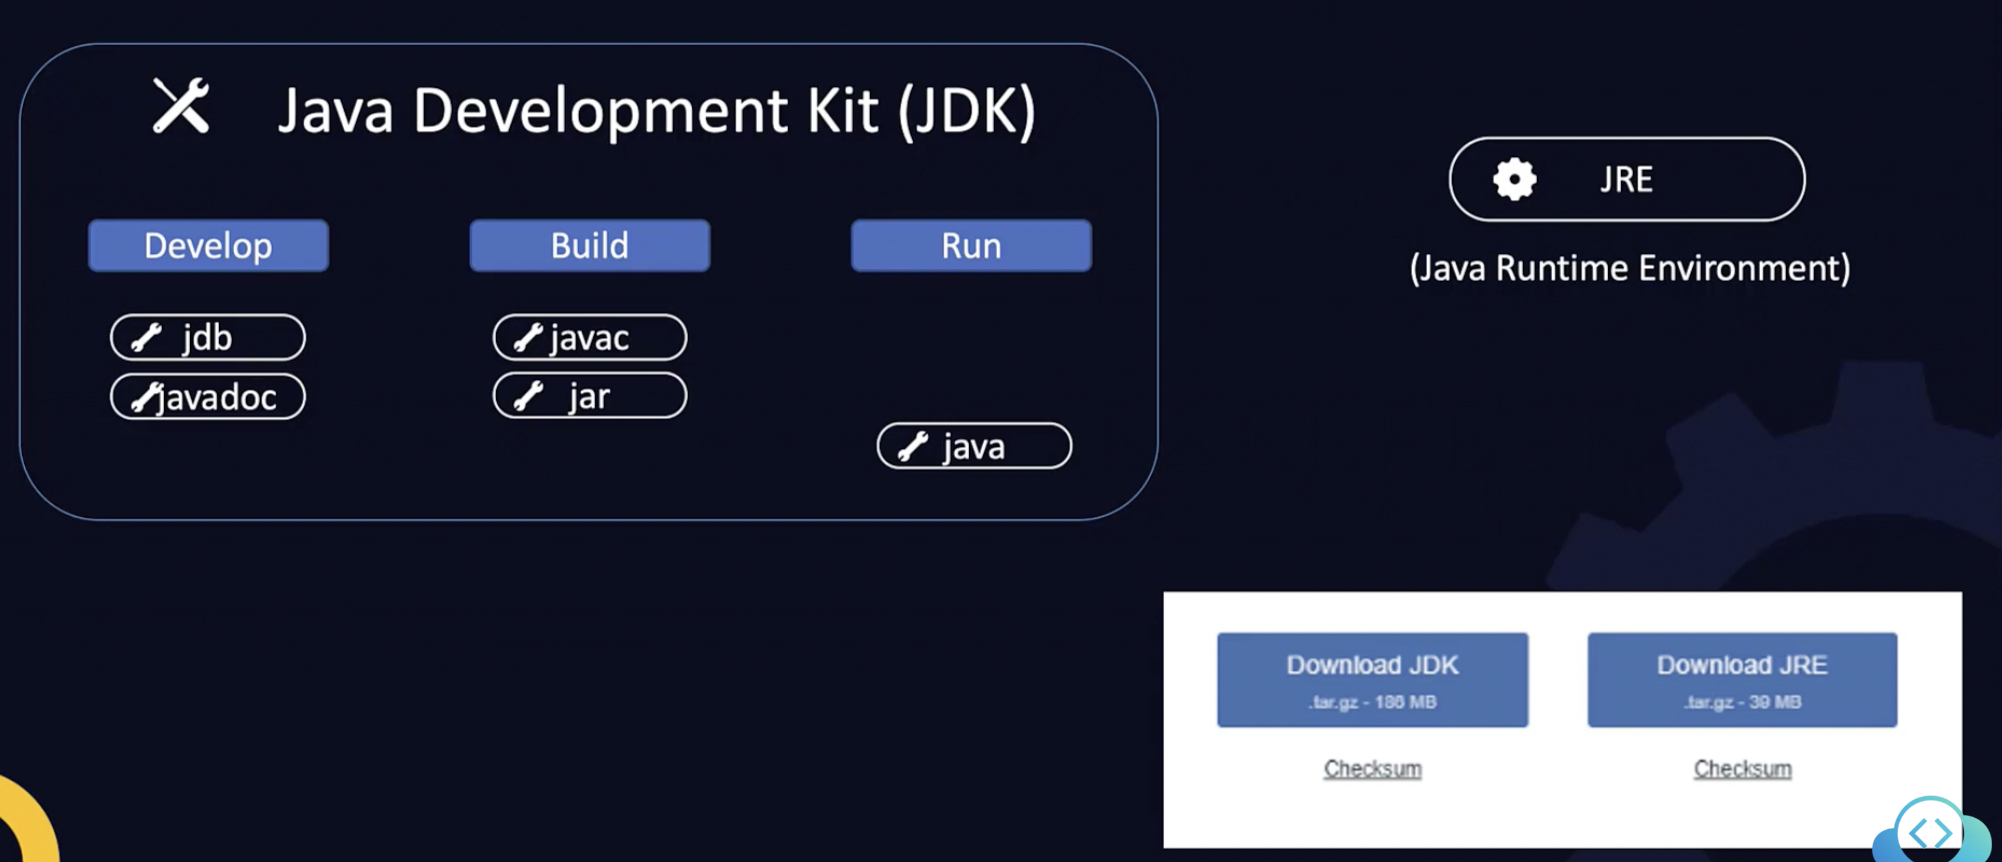 Java Development Kit (JDK)
Develop
Build
Run
jdb
javadoc
javac
jar
java
JRE
(Java Runtime Environment)
Download JDK
.tar.gz - 186 MB
Checksum
Download JRE
.tar.gz - 39 MB
Checksum